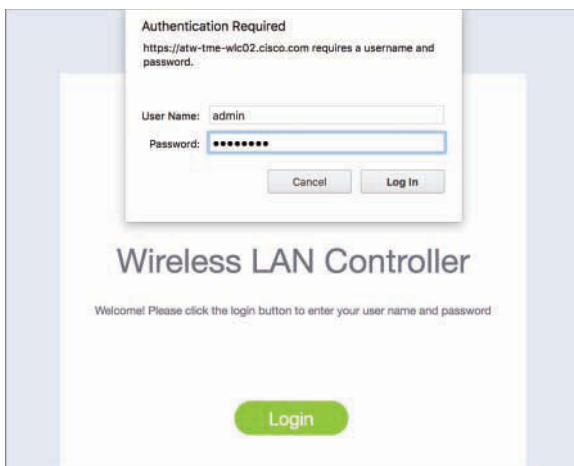 Authentication Required
https://atw-tme-wlc02.cisco.com requires a username and
password.
User Name: admin
Password: ••••••••
Cancel Log In
Wireless LAN Controller
Welcome! Please click the login button to enter your user name and password
Login